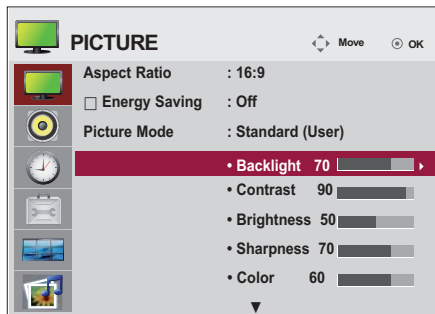 PICTURE Move OK
Aspect Ratio : 16:9
Energy Saving : Off
Picture Mode : Standard (User)
• Backlight 70
• Contrast 90
• Brightness 50
• Sharpness 70
• Color 60